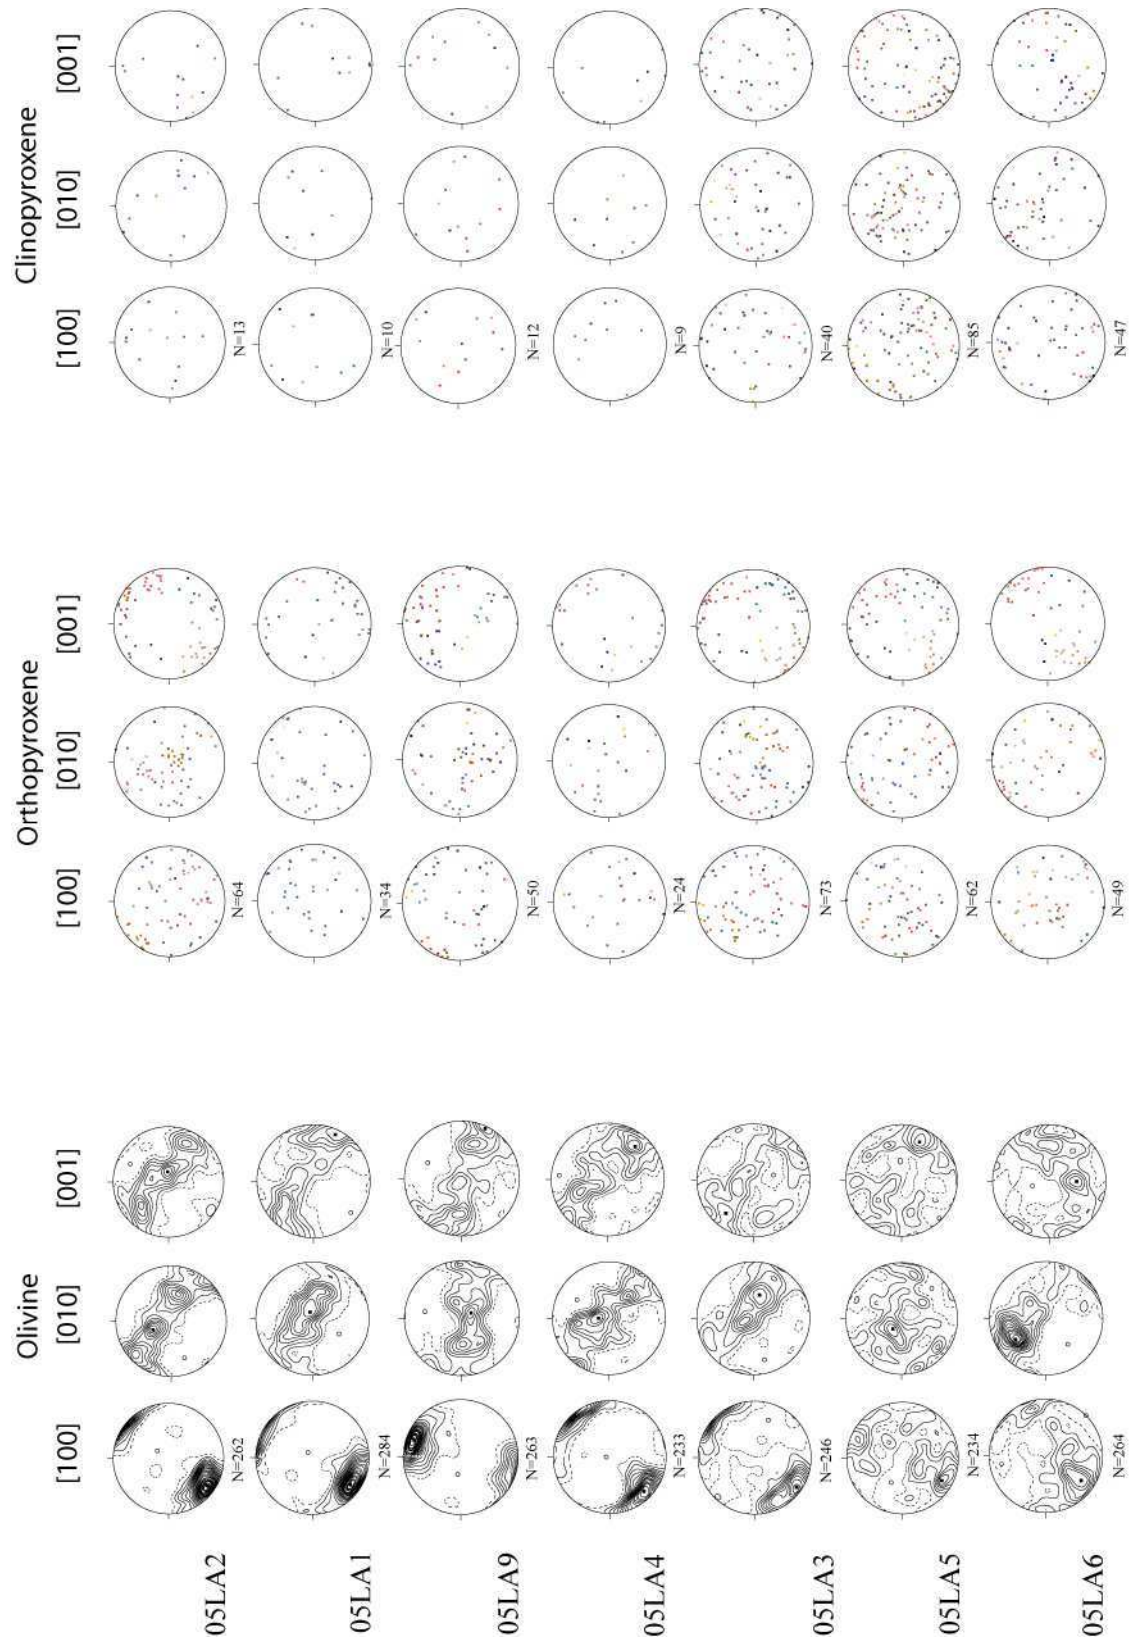 Olivine Orthopyroxene Clinopyroxene
[100] [010] [001] [100] [010] [001] [100] [010] [001]
05LA2
N=262 N=64 N=13
05LA1
N=284 N=34 N=10
05LA9
N=263 N=50 N=12
05LA4
N=233 N=24 N=9
05LA3
N=246 N=73 N=40
05LA5
N=234 N=62 N=85
05LA6
N=264 N=49 N=47